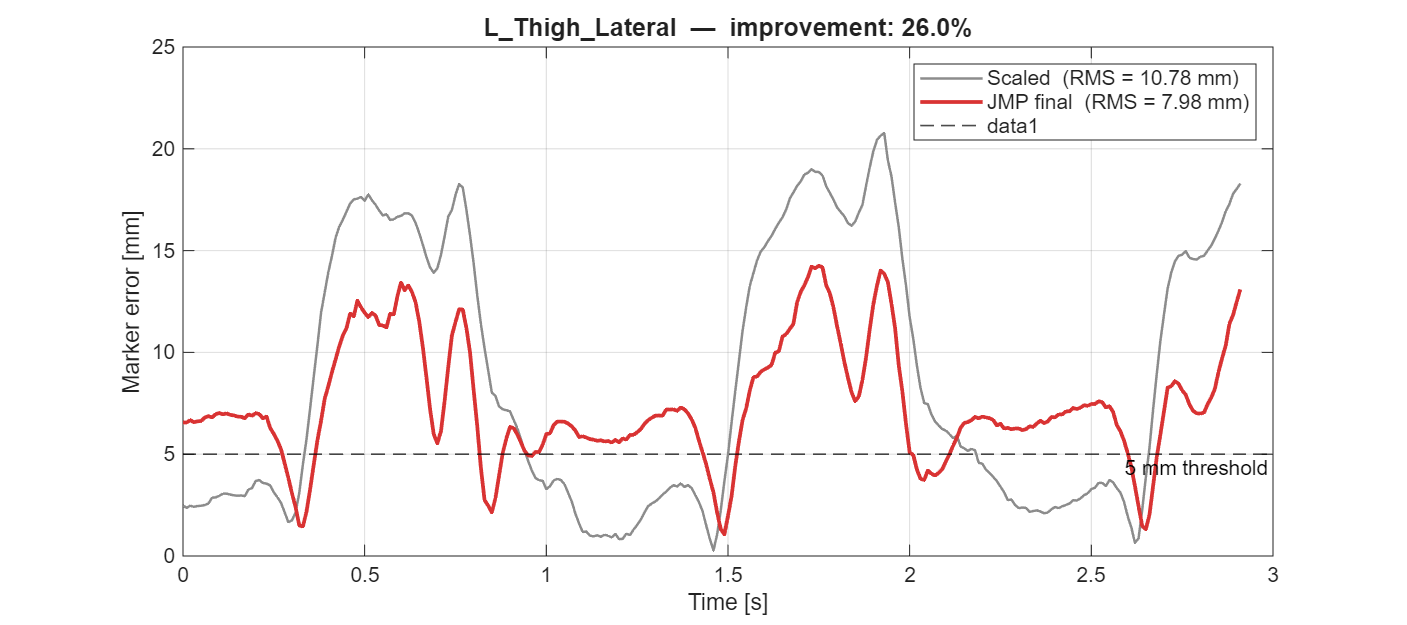 L_Thigh_Lateral — improvement: 26.0%
25
20
15
10
5
0
Marker error [mm]
Scaled (RMS = 10.78 mm)
JMP final (RMS = 7.98 mm)
data1
5 mm threshold
0 0.5 1 1.5 2 2.5 3
Time [s]